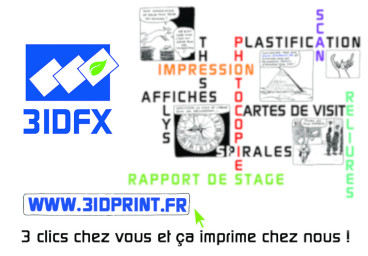 SCAN
THESES
PHOTOCOPIE
PLASTIFICATION
IMPRESSION
AFFICHES
FLYS
CARTES DE VISITE
RELIURES
3IDFX
SPIRALES
RAPPORT DE STAGE
WWW.3IDPRINT.FR
3 clics chez vous et ça imprime chez nous !